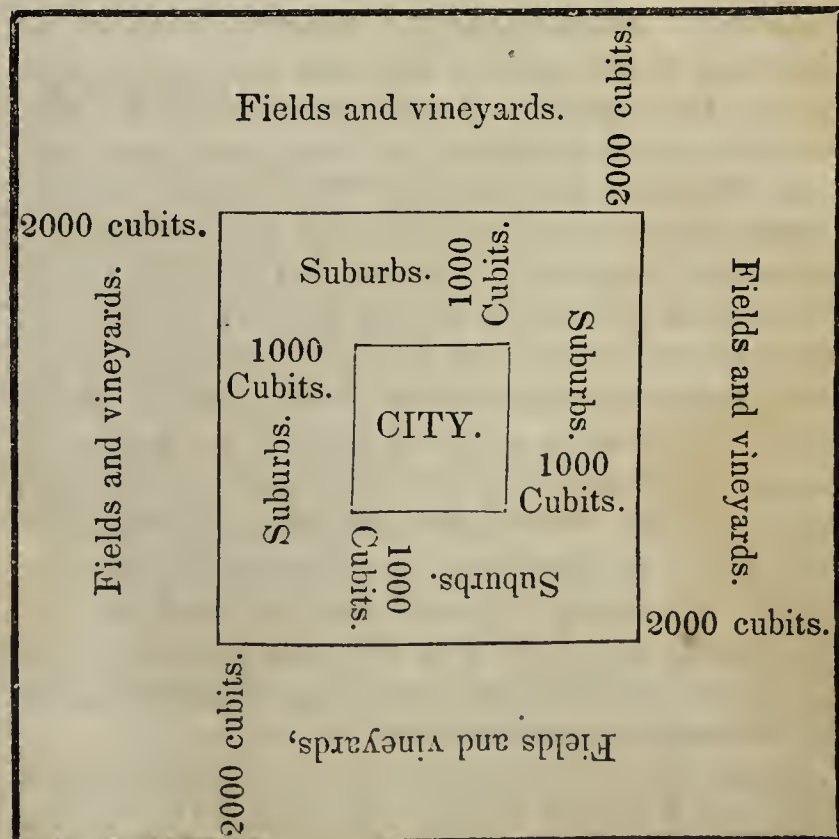 2000 cubits.
Fields and vineyards.
2000 cubits.
Suburbs.
1000
Cubits.
Fields and vineyards.
Suburbs.
Fields and vineyards.
1000
Cubits.
CITY.
Suburbs.
1000
Cubits.
1000
Cubits.
Suburbs.
2000 cubits.
2000 cubits.
Fields and vineyards,